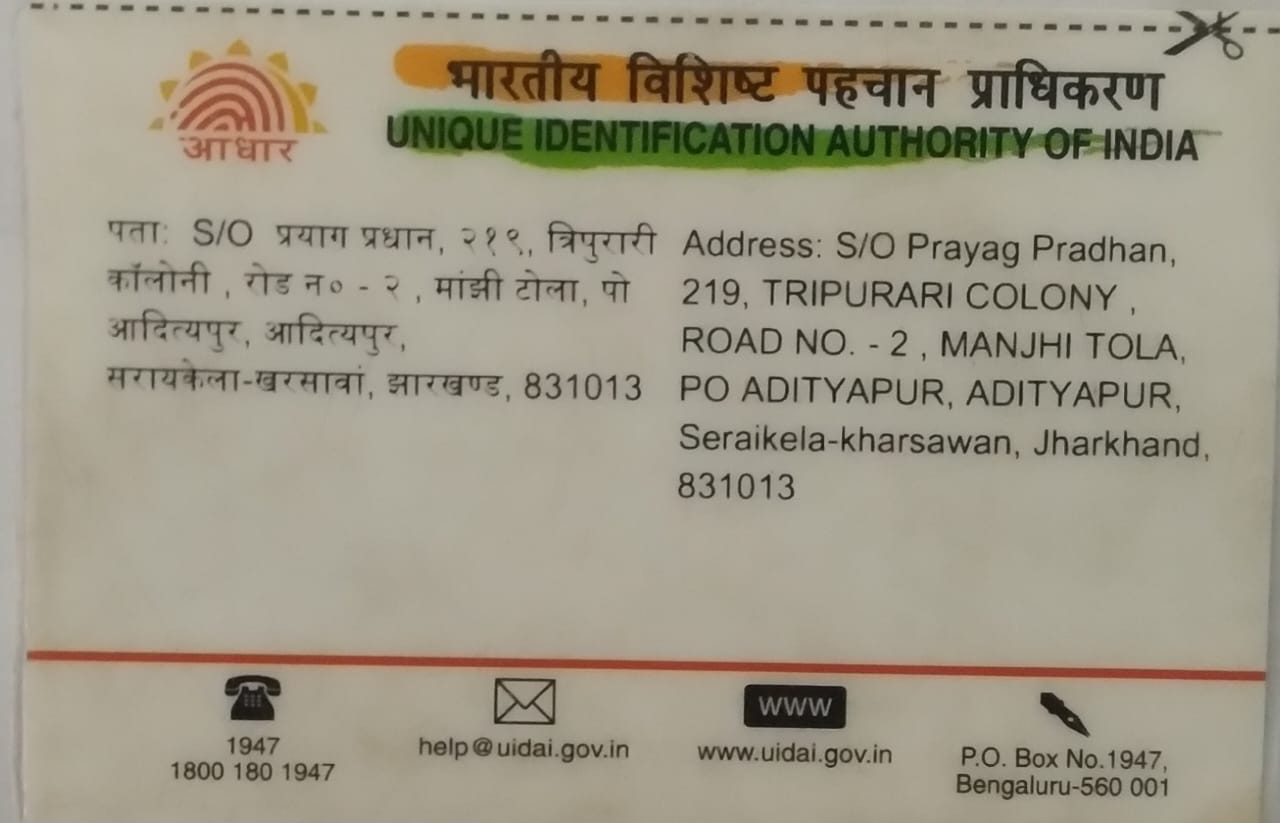 भारतीय विशिष्ट पहचान प्राधिकरण
UNIQUE IDENTIFICATION AUTHORITY OF INDIA
आधार
पता: S/O प्रयाग प्रधान, २१९, त्रिपुरारी
कॉलोनी , रोड न० - २ , मांझी टोला, पो
आदित्यपुर, आदित्यपुर,
सरायकेला-खरसावां, झारखण्ड, 831013
Address: S/O Prayag Pradhan,
219, TRIPURARI COLONY ,
ROAD NO. - 2 , MANJHI TOLA,
PO ADITYAPUR, ADITYAPUR,
Seraikela-kharsawan, Jharkhand,
831013
1947
1800 180 1947
help@uidai.gov.in
WWW
www.uidai.gov.in
P.O. Box No.1947,
Bengaluru-560 001